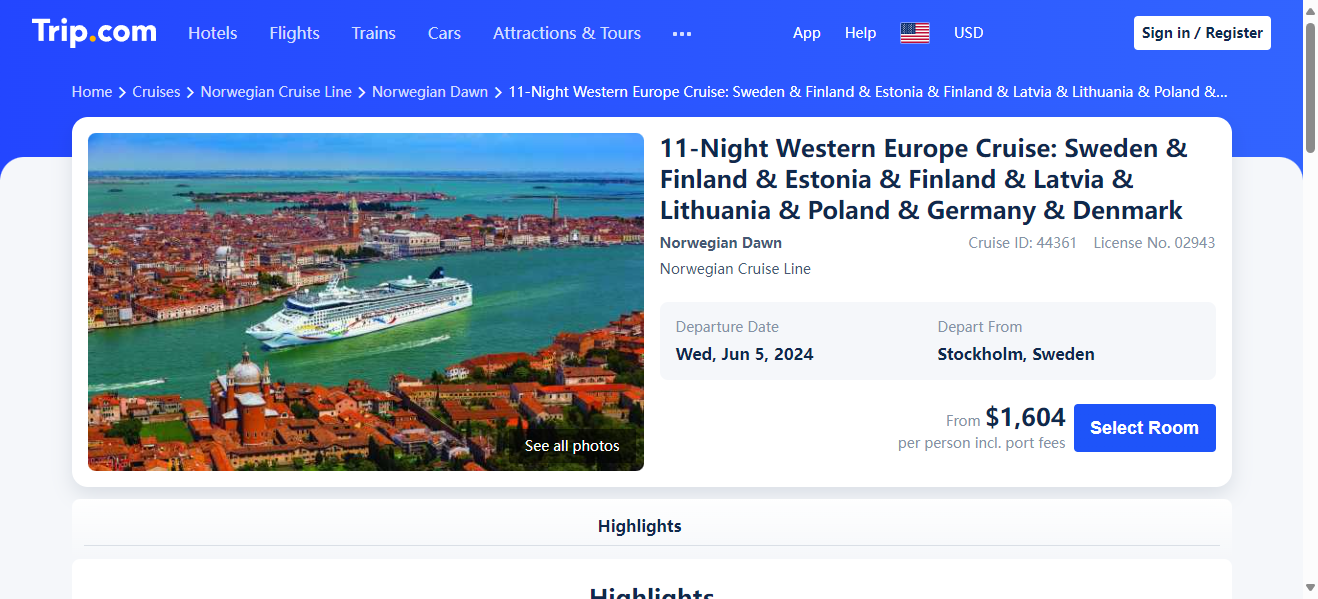 Trip.com
Hotels
Flights
Trains
Cars
Attractions & Tours
App
Help
USD
Sign in / Register
Home > Cruises > Norwegian Cruise Line > Norwegian Dawn > 11-Night Western Europe Cruise: Sweden & Finland & Estonia & Finland & Latvia & Lithuania & Poland &...
See all photos
11-Night Western Europe Cruise: Sweden &
Finland & Estonia & Finland & Latvia &
Lithuania & Poland & Germany & Denmark
Norwegian Dawn
Cruise ID: 44361
License No. 02943
Norwegian Cruise Line
Departure Date
Wed, Jun 5, 2024
Depart From
Stockholm, Sweden
From $1,604
per person incl. port fees
Select Room
Highlights
Highlights